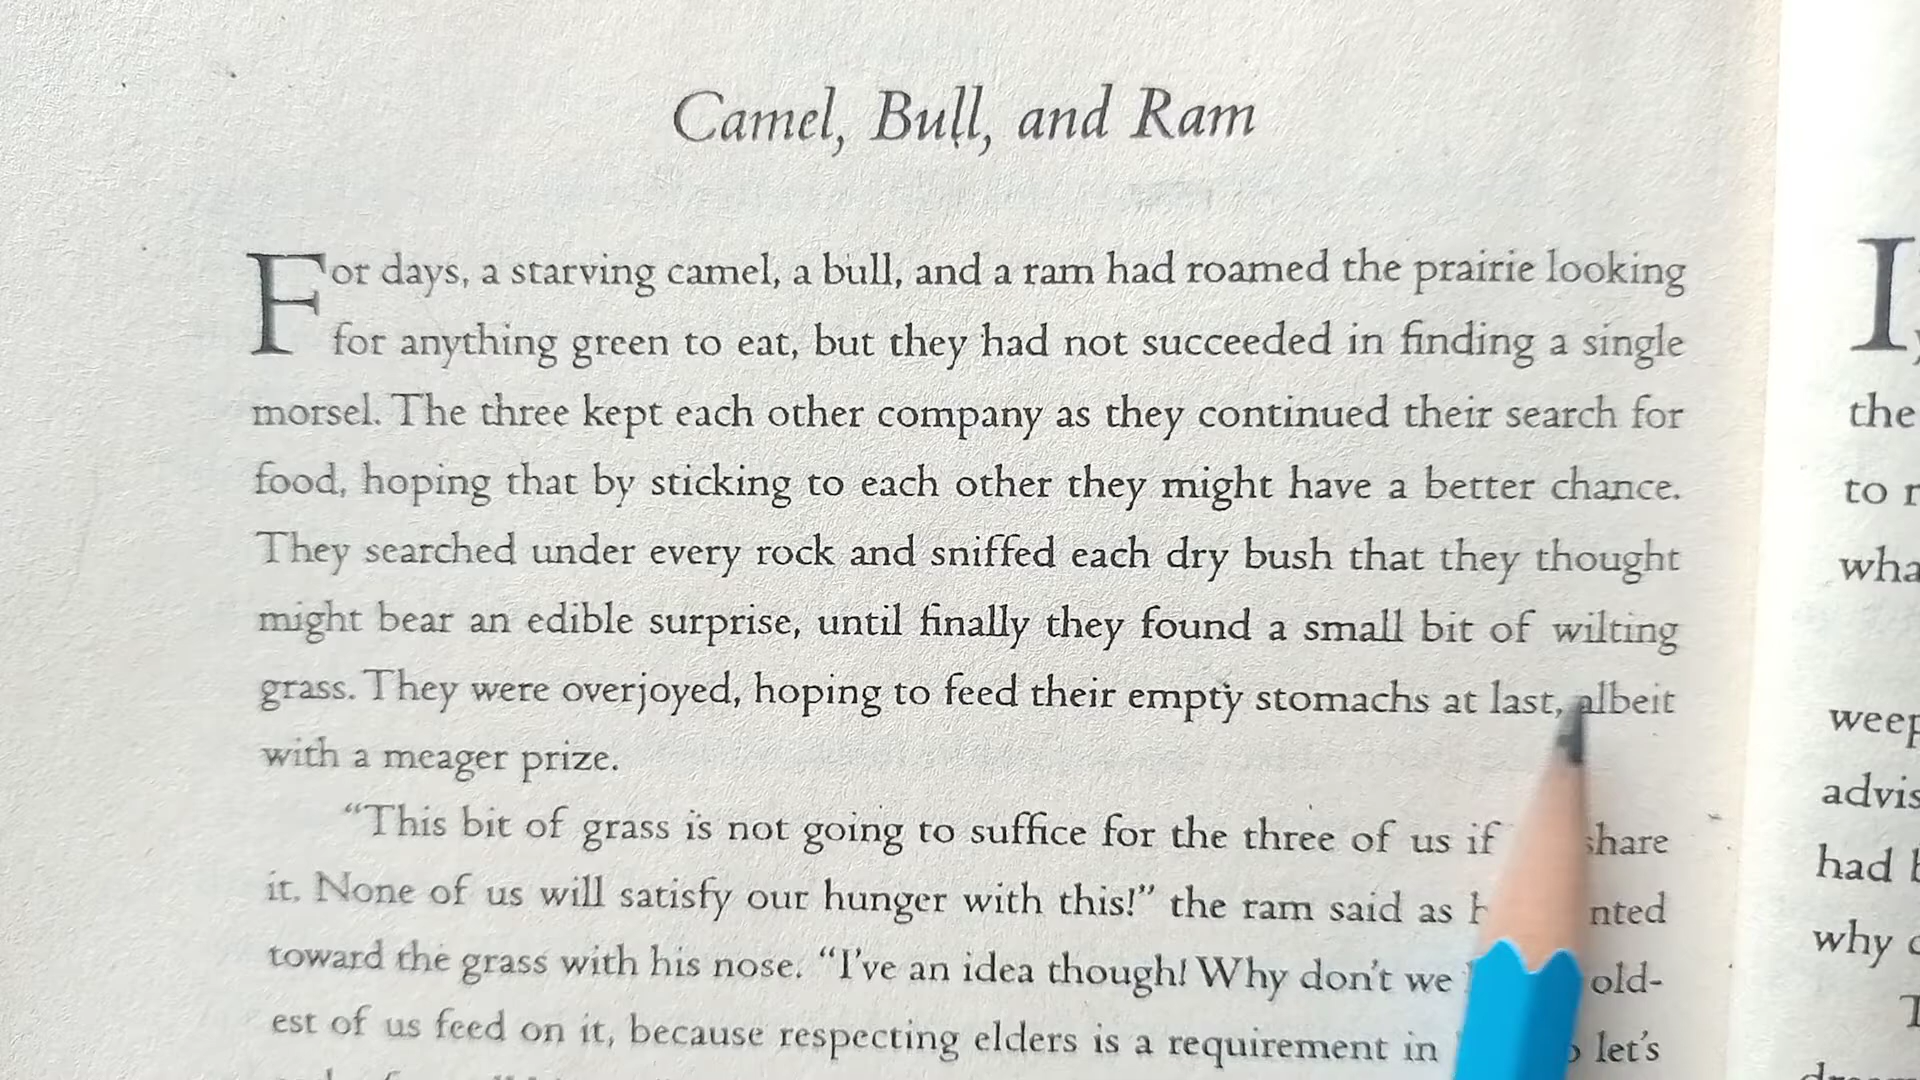 Camel, Bull, and Ram
For days, a starving camel, a bull, and a ram had roamed the prairie looking
for anything green to eat, but they had not succeeded in finding a single
morsel. The three kept each other company as they continued their search for
food, hoping that by sticking to each other they might have a better chance.
They searched under every rock and sniffed each dry bush that they thought
might bear an edible surprise, until finally they found a small bit of wilting
grass. They were overjoyed, hoping to feed their empty stomachs at last, albeit
with a meager prize.
“This bit of grass is not going to suffice for the three of us if share
it. None of us will satisfy our hunger with this!” the ram said as
toward the grass with his nose. “I’ve an idea though! Why don’t we old-
est of us feed on it, because respecting elders is a requirement in let’s
I
the
to
weep
had
why